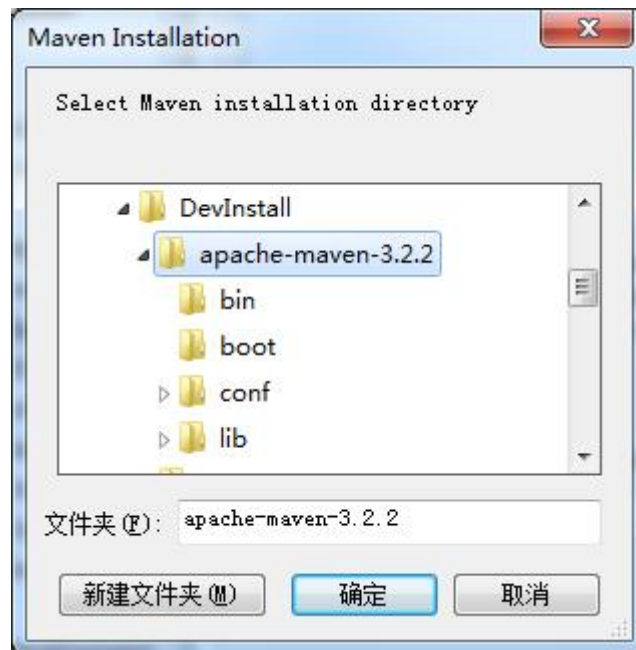 Maven Installation
Select Maven installation directory
DevInstall
apache-maven-3.2.2
bin
boot
conf
lib
文件夹(F): apache-maven-3.2.2
新建文件夹(M) 确定 取消